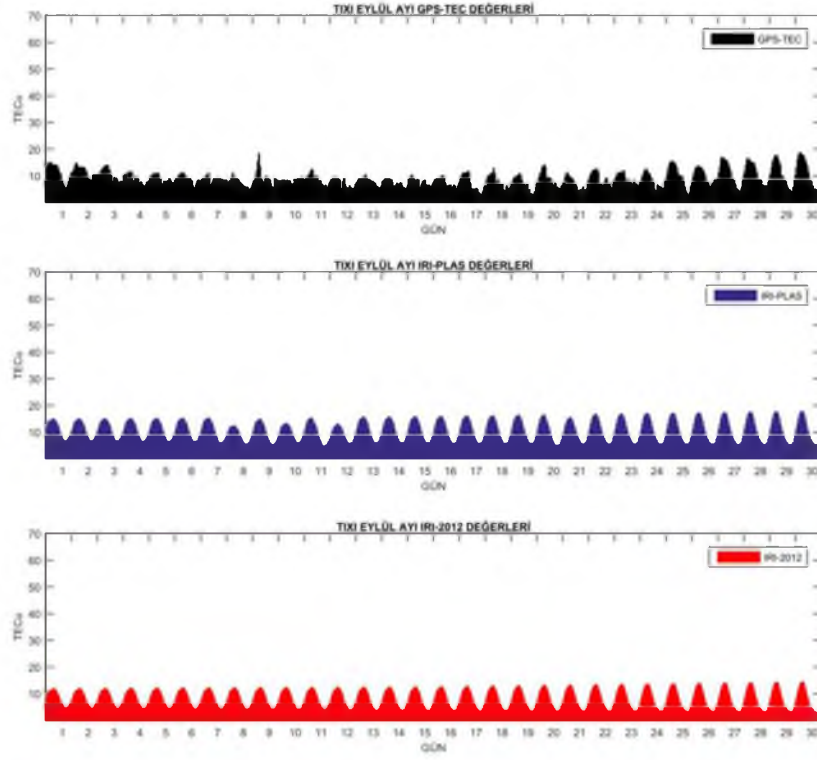 TIXI EYLÜL AYI GPS-TEC DEĞERLERİ
70
60
50
40
30
20
10
TECu
GPS-TEC
1 2 3 4 5 6 7 8 9 10 11 12 13 14 15 16 17 18 19 20 21 22 23 24 25 26 27 28 29 30
GÜN
TIXI EYLÜL AYI IRI-PLAS DEĞERLERİ
70
60
50
40
30
20
10
TECu
IRI-PLAS
1 2 3 4 5 6 7 8 9 10 11 12 13 14 15 16 17 18 19 20 21 22 23 24 25 26 27 28 29 30
GÜN
TIXI EYLÜL AYI IRI-2012 DEĞERLERİ
70
60
50
40
30
20
10
TECu
IRI-2012
1 2 3 4 5 6 7 8 9 10 11 12 13 14 15 16 17 18 19 20 21 22 23 24 25 26 27 28 29 30
GÜN